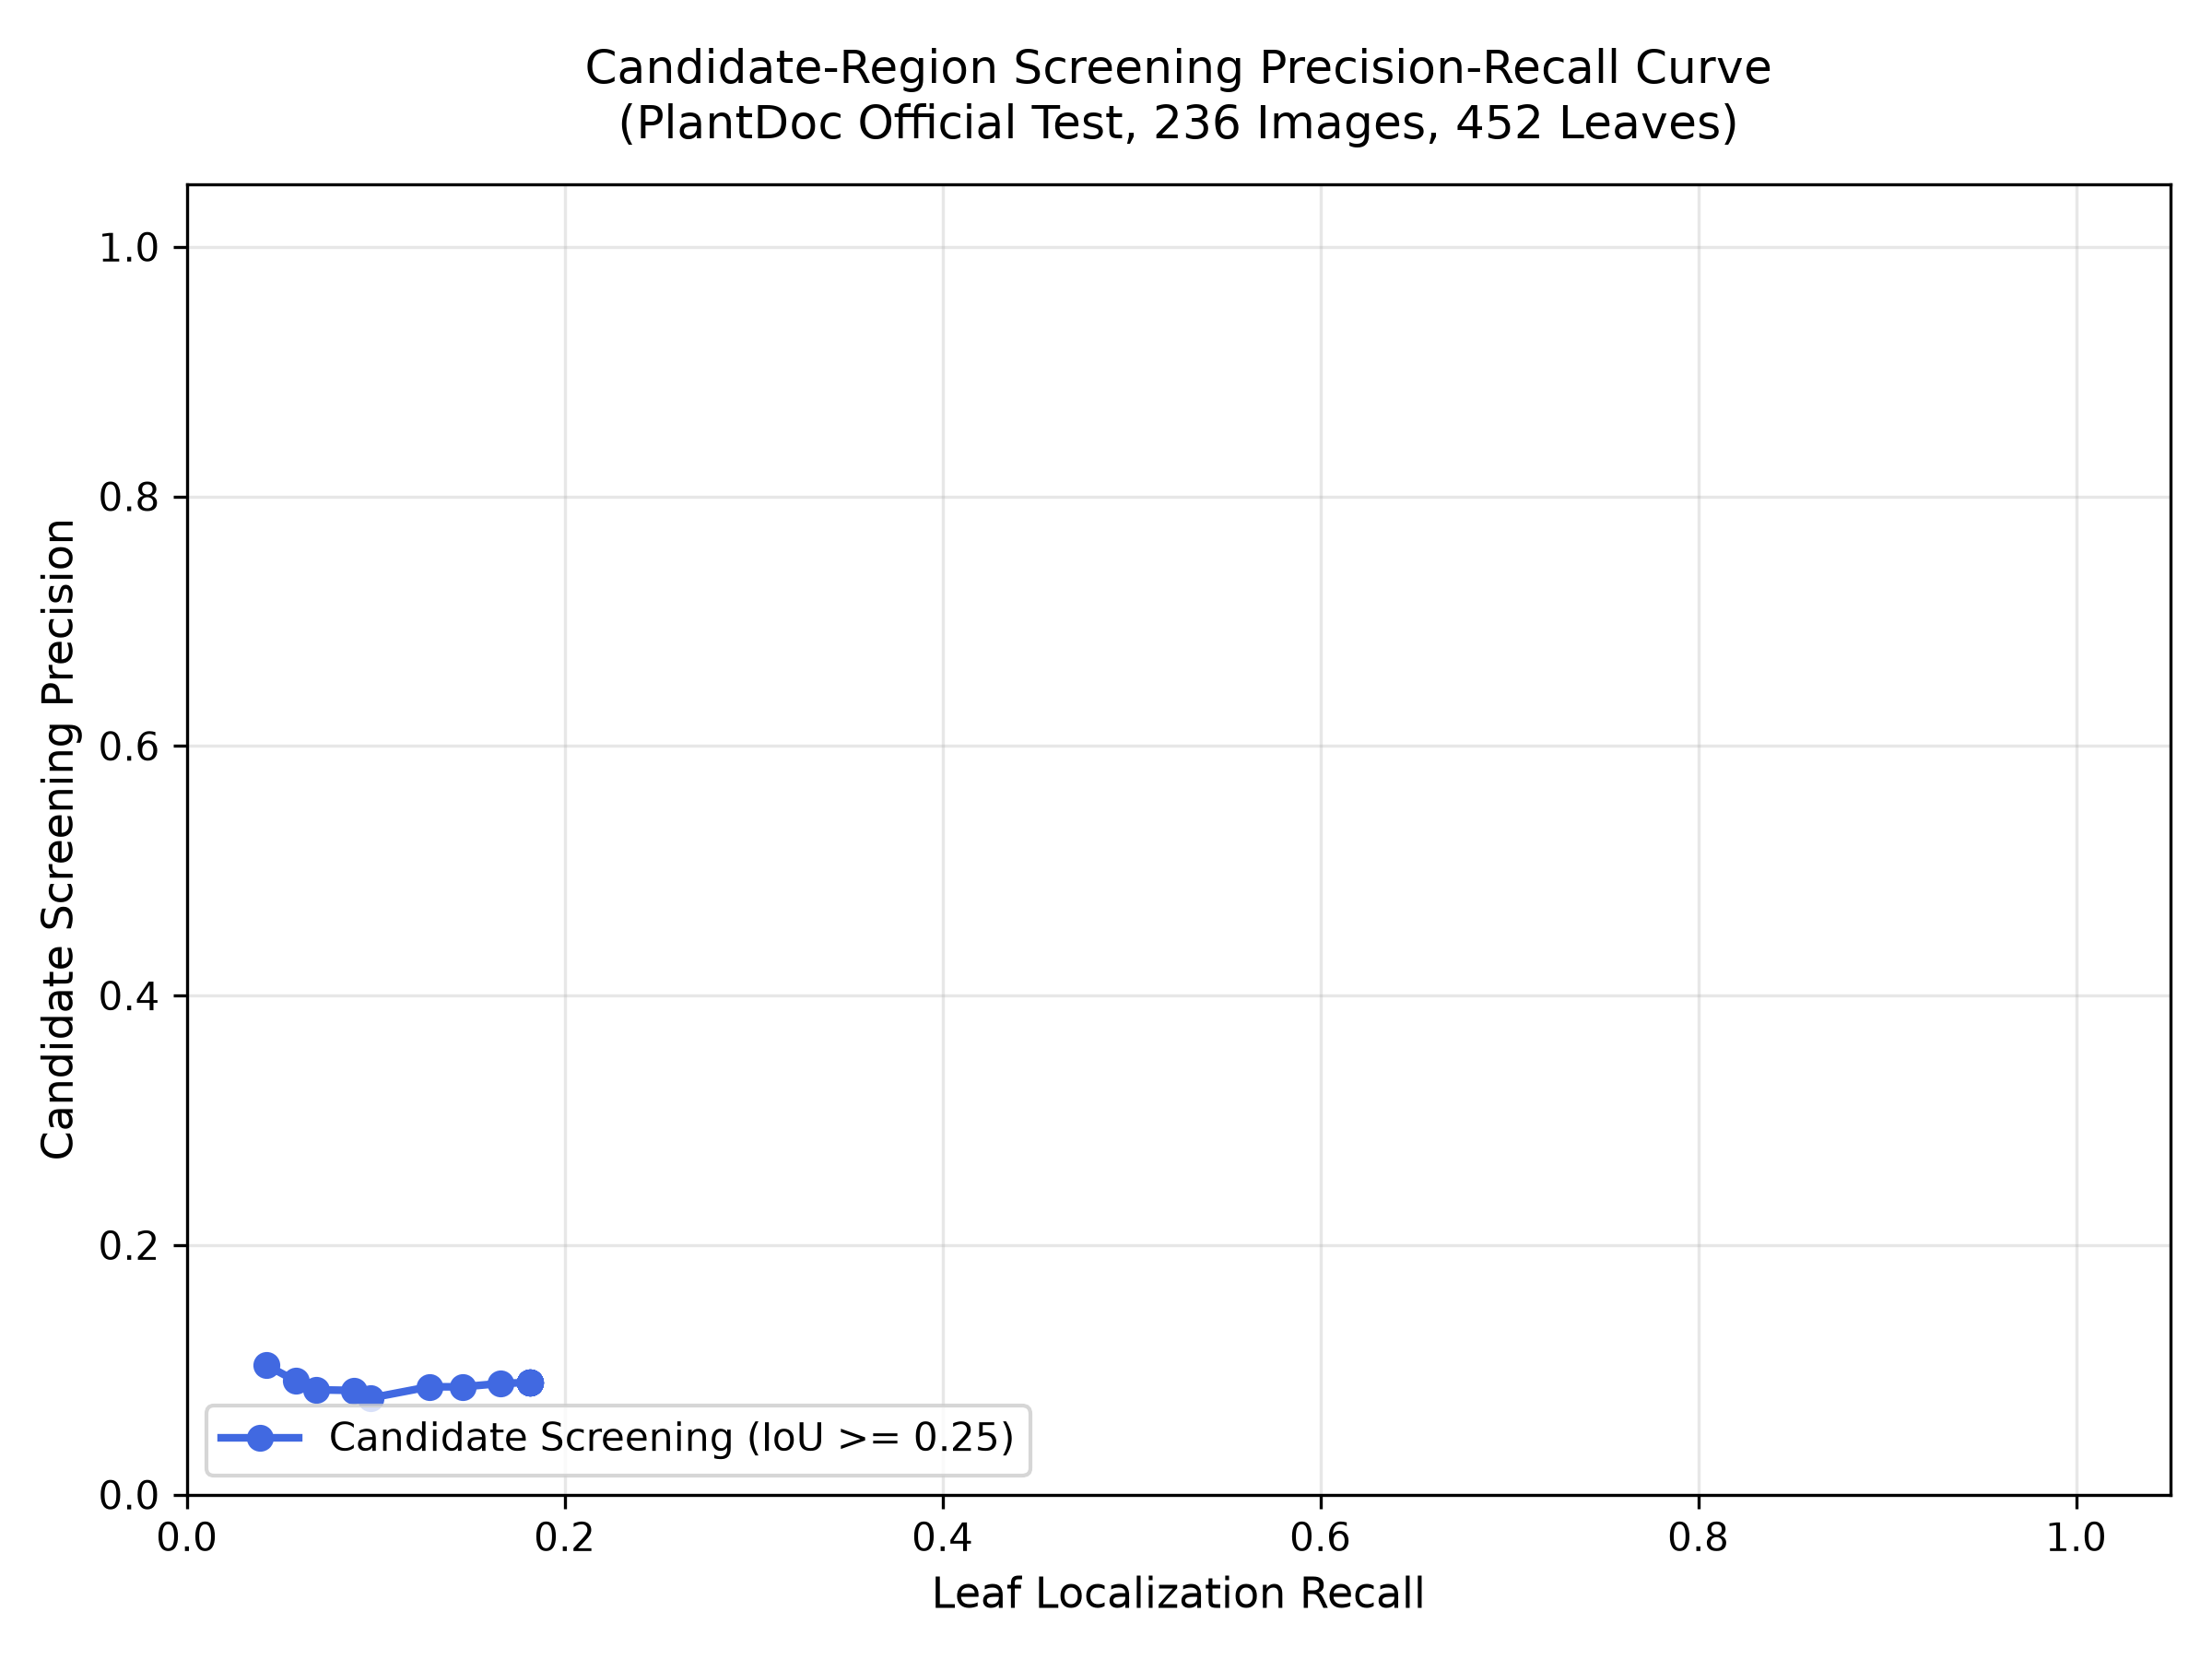 Candidate-Region Screening Precision-Recall Curve
(PlantDoc Official Test, 236 Images, 452 Leaves)
Candidate Screening Precision
1.0
0.8
0.6
0.4
0.2
0.0
Candidate Screening (IoU >= 0.25)
0.0 0.2 0.4 0.6 0.8 1.0
Leaf Localization Recall